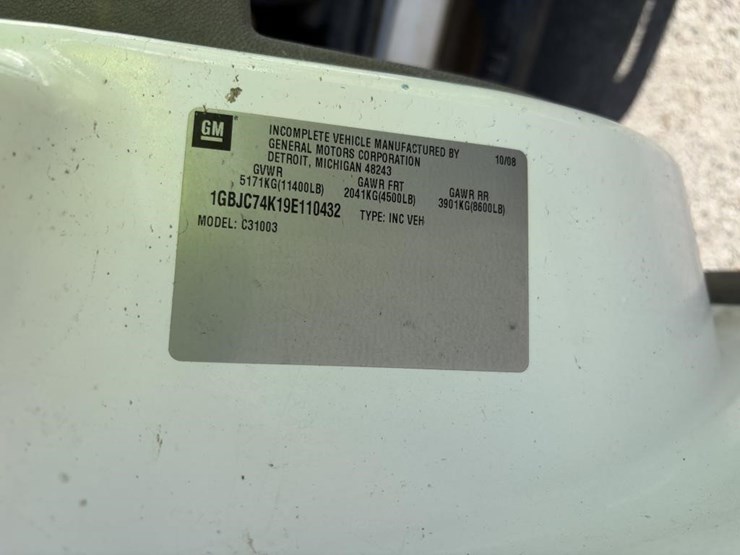 GM
INCOMPLETE VEHICLE MANUFACTURED BY
GENERAL MOTORS CORPORATION
DETROIT, MICHIGAN 48243
10/08
GVWR
5171KG(11400LB)
GAWR FRT
2041KG(4500LB)
GAWR RR
3901KG(8600LB)
1GBJC74K19E110432
TYPE: INC VEH
MODEL: C31003